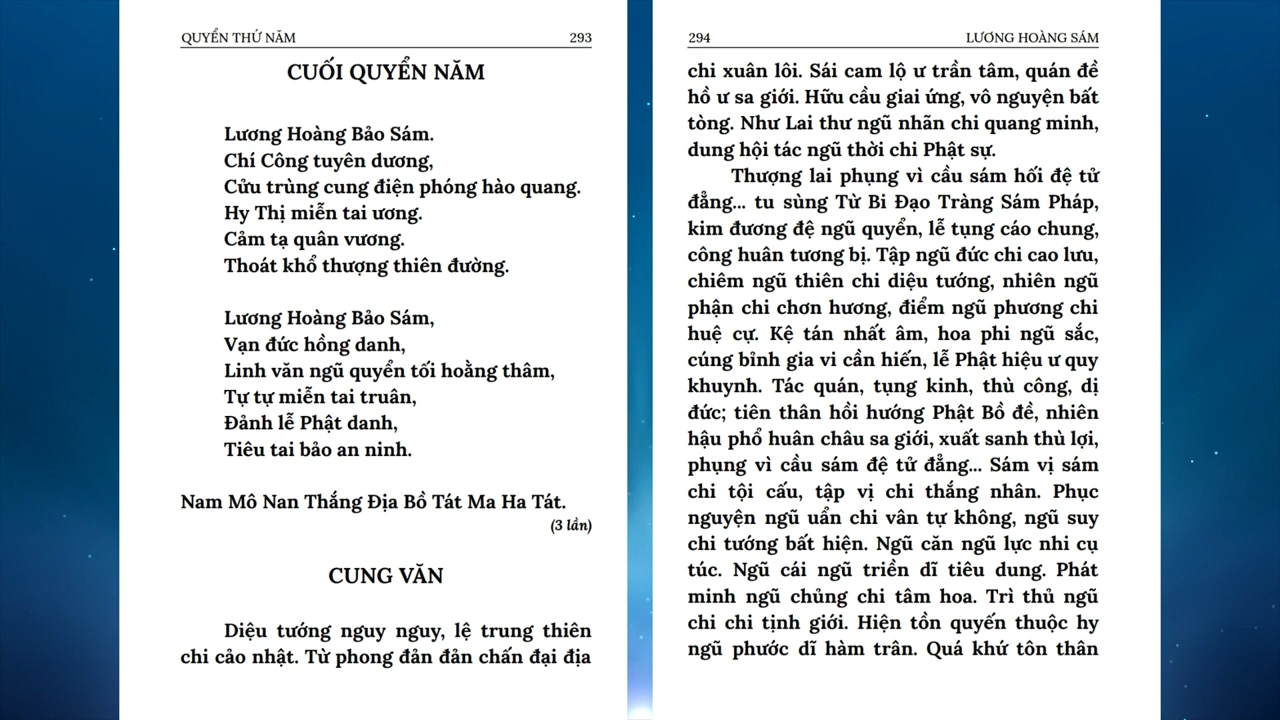 QUYỂN THỨ NĂM 293
CUỐI QUYỂN NĂM
Lương Hoàng Bảo Sám.
Chí Công tuyên dương,
Cửu trùng cung điện phóng hào quang.
Hy Thị miễn tai ương.
Cảm tạ quân vương.
Thoát khổ thượng thiên đường.
Lương Hoàng Bảo Sám,
Vạn đức hồng danh,
Linh văn ngũ quyển tối hoằng thâm,
Tự tự miễn tai truân,
Đảnh lễ Phật danh,
Tiêu tai bảo an ninh.
Nam Mô Nan Thắng Địa Bồ Tát Ma Ha Tát.
(3 lần)
CUNG VĂN
Diệu tướng nguy nguy, lệ trung thiên
chi cảo nhật. Từ phong đản đản chấn đại địa
294 LƯƠNG HOÀNG SÁM
chi xuân lôi. Sái cam lộ ư trần tâm, quán đề
hồ ư sa giới. Hữu cầu giai ứng, vô nguyện bất
tòng. Như Lai thư ngũ nhãn chi quang minh,
dung hội tác ngũ thời chi Phật sự.
Thượng lai phụng vì cầu sám hối đệ tử
đẳng... tu sùng Từ Bi Đạo Tràng Sám Pháp,
kim đương đệ ngũ quyển, lễ tụng cáo chung,
công huân tương bị. Tập ngũ đức chi cao lưu,
chiêm ngũ thiên chi diệu tướng, nhiên ngũ
phận chi chơn hương, điểm ngũ phương chi
huệ cự. Kệ tán nhất âm, hoa phi ngũ sắc,
cúng bỉnh gia vi cần hiến, lễ Phật hiệu ư quy
khuynh. Tác quán, tụng kinh, thù công, dị
đức; tiên thân hồi hướng Phật Bồ đề, nhiên
hậu phổ huân châu sa giới, xuất sanh thù lợi,
phụng vì cầu sám đệ tử đẳng... Sám vị sám
chi tội cấu, tập vị chi thắng nhân. Phục
nguyện ngũ uẩn chi vân tự không, ngũ suy
chi tướng bất hiện. Ngũ căn ngũ lực nhi cụ
túc. Ngũ cái ngũ triền dĩ tiêu dung. Phát
minh ngũ chủng chi tâm hoa. Trì thủ ngũ
chi chi tịnh giới. Hiện tồn quyến thuộc hy
ngũ phước dĩ hàm trân. Quá khứ tôn thân